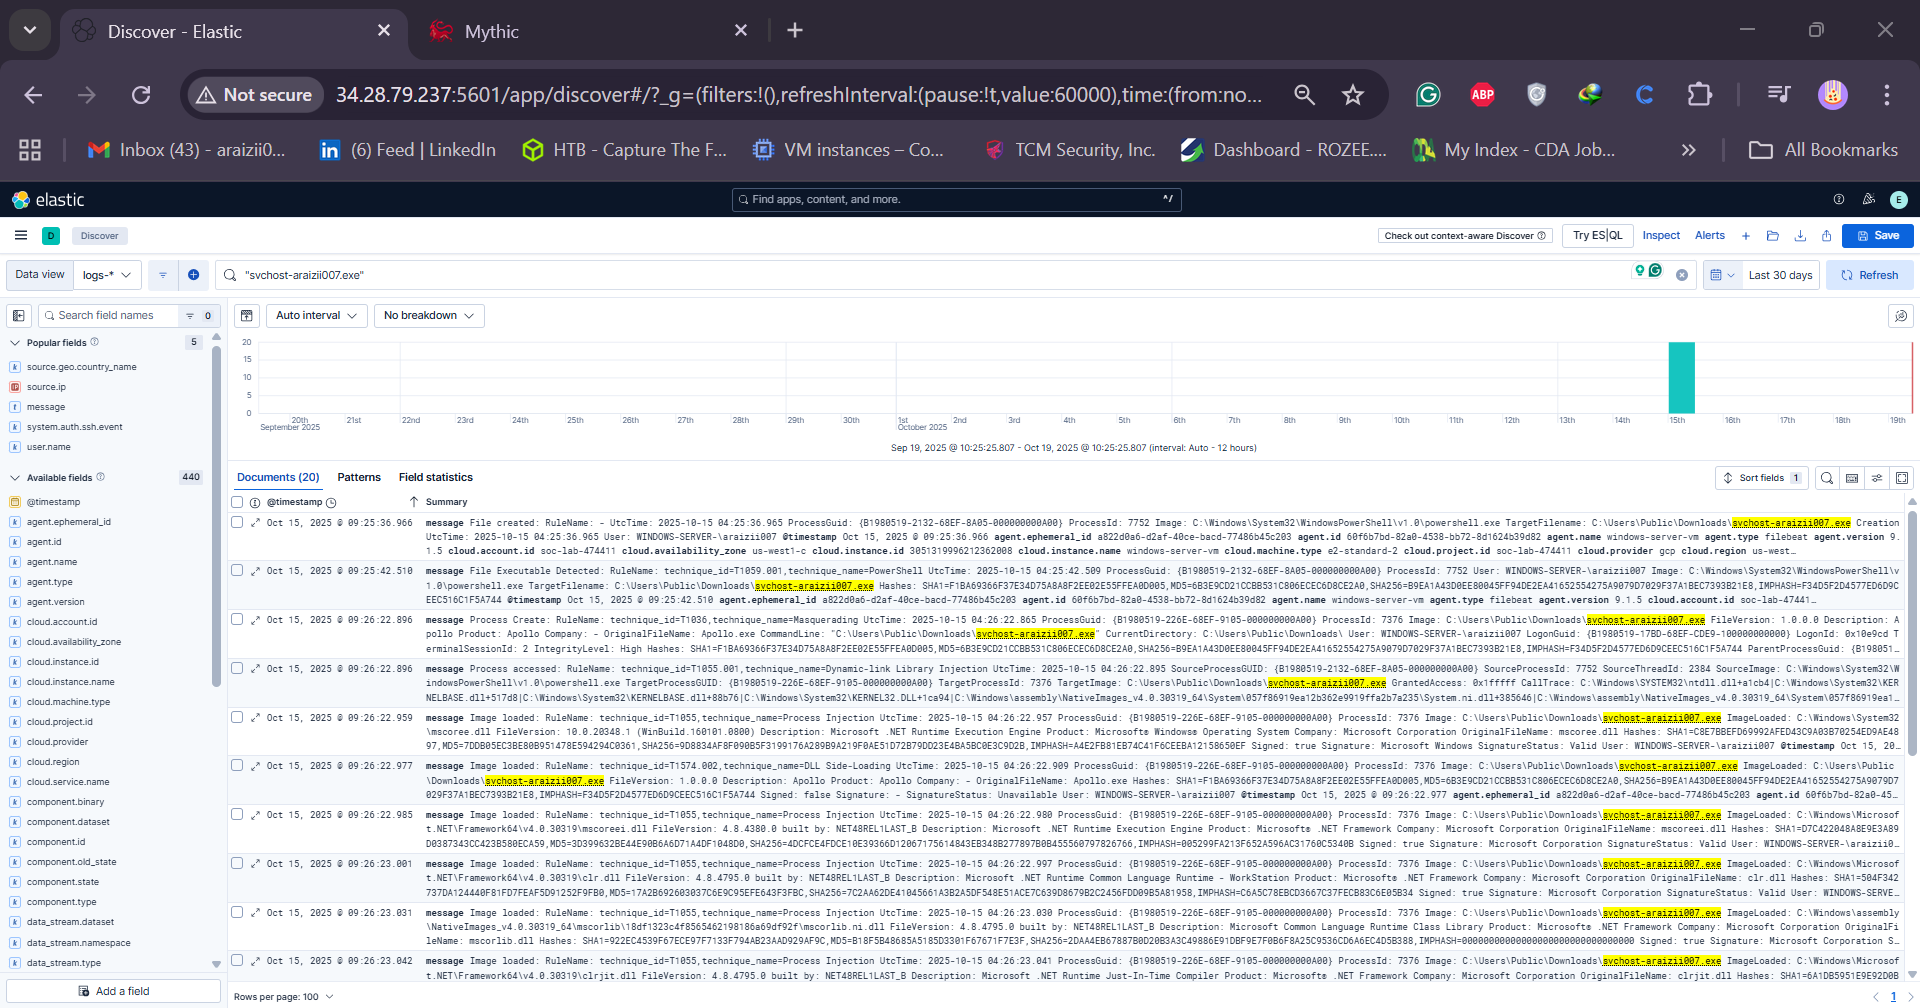 Discover - Elastic
Mythic
Not secure
34.28.79.237:5601/app/discover#/?_g=(filters:!(),refreshInterval:(pause:!t,value:60000),time:(from:no...
ABP
Inbox (43) - araizii0...
(6) Feed | LinkedIn
HTB - Capture The F...
VM instances – Co...
TCM Security, Inc.
Dashboard - ROZEE....
My Index - CDA Job...
All Bookmarks
elastic
Find apps, content, and more.
^/
E
D
Discover
Check out context-aware Discover
Try ES|QL
Inspect
Alerts
Save
Data view
logs-*
"svchost-araizii007.exe"
Last 30 days
Refresh
Search field names
0
Auto interval
No breakdown
Popular fields
5
source.geo.country_name
source.ip
message
system.auth.ssh.event
user.name
Available fields
440
@timestamp
agent.ephemeral_id
agent.id
agent.name
agent.type
agent.version
cloud.account.id
cloud.availability_zone
cloud.instance.id
cloud.instance.name
cloud.machine.type
cloud.project.id
cloud.provider
cloud.region
cloud.service.name
component.binary
component.dataset
component.id
component.old_state
component.state
component.type
data_stream.dataset
data_stream.namespace
data_stream.type
Add a field
20
15
10
5
0
20th 21st 22nd 23rd 24th 25th 26th 27th 28th 29th 30th 1st 2nd 3rd 4th 5th 6th 7th 8th 9th 10th 11th 12th 13th 14th 15th 16th 17th 18th 19th
September 2025
October 2025
Sep 19, 2025 @ 10:25:25.807 - Oct 19, 2025 @ 10:25:25.807 (interval: Auto - 12 hours)
Documents (20)
Patterns
Field statistics
Sort fields 1
@timestamp
Summary
Oct 15, 2025 @ 09:25:36.966 message File created: RuleName: - UtcTime: 2025-10-15 04:25:36.965 ProcessGuid: {B1980519-2132-68EF-8A05-000000000A00} ProcessId: 7752 Image: C:\Windows\System32\WindowsPowerShell\v1.0\powershell.exe TargetFilename: C:\Users\Public\Downloads\svchost-araizii007.exe Creation
UtcTime: 2025-10-15 04:25:36.965 User: WINDOWS-SERVER-\araizii007 @timestamp Oct 15, 2025 @ 09:25:36.966 agent.ephemeral_id a822d0a6-d2af-40ce-bacd-77486b45c203 agent.id 60f6b7bd-82a0-4538-bb72-8d1624b39d82 agent.name windows-server-vm agent.type filebeat agent.version 9.
1.5 cloud.account.id soc-lab-474411 cloud.availability_zone us-west1-c cloud.instance.id 3051319996212362008 cloud.instance.name windows-server-vm cloud.machine.type e2-standard-2 cloud.project.id soc-lab-474411 cloud.provider gcp cloud.region us-west...
Oct 15, 2025 @ 09:25:42.510 message File Executable Detected: RuleName: technique_id=T1059.001,technique_name=PowerShell UtcTime: 2025-10-15 04:25:42.509 ProcessGuid: {B1980519-2132-68EF-8A05-000000000A00} ProcessId: 7752 User: WINDOWS-SERVER-\araizii007 Image: C:\Windows\System32\WindowsPowerShell\v
1.0\powershell.exe TargetFilename: C:\Users\Public\Downloads\svchost-araizii007.exe Hashes: SHA1=F1BA69366F37E34D75A8A8F2EE02E55FFEA0D005,MD5=6B3E9CD21CCBB531C806ECEC6D8CE2A0,SHA256=B9EA1A43D0EE80045FF94DE2EA41652554275A9079D7029F37A1BEC7393B21E8,IMPHASH=F34D5F2D4577ED6D9C
EEC516C1F5A744 @timestamp Oct 15, 2025 @ 09:25:42.510 agent.ephemeral_id a822d0a6-d2af-40ce-bacd-77486b45c203 agent.id 60f6b7bd-82a0-4538-bb72-8d1624b39d82 agent.name windows-server-vm agent.type filebeat agent.version 9.1.5 cloud.account.id soc-lab-47441...
Oct 15, 2025 @ 09:26:22.896 message Process Create: RuleName: technique_id=T1036,technique_name=Masquerading UtcTime: 2025-10-15 04:26:22.865 ProcessGuid: {B1980519-226E-68EF-9105-000000000A00} ProcessId: 7376 Image: C:\Users\Public\Downloads\svchost-araizii007.exe FileVersion: 1.0.0.0 Description: A
pollo Product: Apollo Company: - OriginalFileName: Apollo.exe CommandLine: "C:\Users\Public\Downloads\svchost-araizii007.exe" CurrentDirectory: C:\Users\Public\Downloads\ User: WINDOWS-SERVER-\araizii007 LogonGuid: {B1980519-17BD-68EF-CDE9-100000000000} LogonId: 0x10e9cd T
erminalSessionId: 2 IntegrityLevel: High Hashes: SHA1=F1BA69366F37E34D75A8A8F2EE02E55FFEA0D005,MD5=6B3E9CD21CCBB531C806ECEC6D8CE2A0,SHA256=B9EA1A43D0EE80045FF94DE2EA41652554275A9079D7029F37A1BEC7393B21E8,IMPHASH=F34D5F2D4577ED6D9CEEC516C1F5A744 ParentProcessGuid: {B198051...
Oct 15, 2025 @ 09:26:22.896 message Process accessed: RuleName: technique_id=T1055.001,technique_name=Dynamic-link Library Injection UtcTime: 2025-10-15 04:26:22.895 SourceProcessGUID: {B1980519-2132-68EF-8A05-000000000A00} SourceProcessId: 7752 SourceThreadId: 2384 SourceImage: C:\Windows\System32\W
indowsPowerShell\v1.0\powershell.exe TargetProcessGUID: {B1980519-226E-68EF-9105-000000000A00} TargetProcessId: 7376 TargetImage: C:\Users\Public\Downloads\svchost-araizii007.exe GrantedAccess: 0x1fffff CallTrace: C:\Windows\SYSTEM32\ntdll.dll+a1cb4|C:\Windows\System32\KER
NELBASE.dll+517d8|C:\Windows\System32\KERNELBASE.dll+88b76|C:\Windows\System32\KERNEL32.DLL+1ca94|C:\Windows\assembly\NativeImages_v4.0.30319_64\System\057f86919ea12b362e9919ffa2b7a235\System.ni.dll+385646|C:\Windows\assembly\NativeImages_v4.0.30319_64\System\057f86919ea1...
Oct 15, 2025 @ 09:26:22.959 message Image loaded: RuleName: technique_id=T1055,technique_name=Process Injection UtcTime: 2025-10-15 04:26:22.957 ProcessGuid: {B1980519-226E-68EF-9105-000000000A00} ProcessId: 7376 Image: C:\Users\Public\Downloads\svchost-araizii007.exe ImageLoaded: C:\Windows\System32
\mscoree.dll FileVersion: 10.0.20348.1 (WinBuild.160101.0800) Description: Microsoft .NET Runtime Execution Engine Product: Microsoft® Windows® Operating System Company: Microsoft Corporation OriginalFileName: mscoree.dll Hashes: SHA1=C8E7BBEFD69992AFED43C9A03B70254ED9AE48
97,MD5=7DDB05EC3BE80B951478E594294C0361,SHA256=9D8834AF8F090B5F3199176A289B9A219F0AE51D72B79DD23E4BA5BC0E3C9D2B,IMPHASH=A4E2FB81EB74C41F6CEEBA12158650EF Signed: true Signature: Microsoft Windows SignatureStatus: Valid User: WINDOWS-SERVER-\araizii007 @timestamp Oct 15, 20...
Oct 15, 2025 @ 09:26:22.977 message Image loaded: RuleName: technique_id=T1574.002,technique_name=DLL Side-Loading UtcTime: 2025-10-15 04:26:22.909 ProcessGuid: {B1980519-226E-68EF-9105-000000000A00} ProcessId: 7376 Image: C:\Users\Public\Downloads\svchost-araizii007.exe ImageLoaded: C:\Users\Public
\Downloads\svchost-araizii007.exe FileVersion: 1.0.0.0 Description: Apollo Product: Apollo Company: - OriginalFileName: Apollo.exe Hashes: SHA1=F1BA69366F37E34D75A8A8F2EE02E55FFEA0D005,MD5=6B3E9CD21CCBB531C806ECEC6D8CE2A0,SHA256=B9EA1A43D0EE80045FF94DE2EA41652554275A9079D
7029F37A1BEC7393B21E8,IMPHASH=F34D5F2D4577ED6D9CEEC516C1F5A744 Signed: false Signature: - SignatureStatus: Unavailable User: WINDOWS-SERVER-\araizii007 @timestamp Oct 15, 2025 @ 09:26:22.977 agent.ephemeral_id a822d0a6-d2af-40ce-bacd-77486b45c203 agent.id 60f6b7bd-82a0-45...
Oct 15, 2025 @ 09:26:22.985 message Image loaded: RuleName: technique_id=T1055,technique_name=Process Injection UtcTime: 2025-10-15 04:26:22.980 ProcessGuid: {B1980519-226E-68EF-9105-000000000A00} ProcessId: 7376 Image: C:\Users\Public\Downloads\svchost-araizii007.exe ImageLoaded: C:\Windows\Microsof
t.NET\Framework64\v4.0.30319\mscoreei.dll FileVersion: 4.8.4380.0 built by: NET48REL1LAST_B Description: Microsoft .NET Runtime Execution Engine Product: Microsoft® .NET Framework Company: Microsoft Corporation OriginalFileName: mscoreei.dll Hashes: SHA1=D7C422048A8E9E3A89
D0387343CC423B580ECA59,MD5=3D399632BE44E90B6A6D71A4DF1048D0,SHA256=4DCFCE4FDCE10E39366D12067175614843EB348B277897B0B455560797826766,IMPHASH=005299FA213F652A596AC31760C5340B Signed: true Signature: Microsoft Corporation SignatureStatus: Valid User: WINDOWS-SERVER-\araizii0...
Oct 15, 2025 @ 09:26:23.001 message Image loaded: RuleName: technique_id=T1055,technique_name=Process Injection UtcTime: 2025-10-15 04:26:22.997 ProcessGuid: {B1980519-226E-68EF-9105-000000000A00} ProcessId: 7376 Image: C:\Users\Public\Downloads\svchost-araizii007.exe ImageLoaded: C:\Windows\Microsof
t.NET\Framework64\v4.0.30319\clr.dll FileVersion: 4.8.4795.0 built by: NET48REL1LAST_B Description: Microsoft .NET Runtime Common Language Runtime - WorkStation Product: Microsoft® .NET Framework Company: Microsoft Corporation OriginalFileName: clr.dll Hashes: SHA1=504F342
737DA124440F81FD7FEAF5D91252F9FB0,MD5=17A2B692603037C6E9C95EFE643F3FBC,SHA256=7C2AA62DE41045661A3B2A5DF548E51ACE7C639D8679B2C2456FDD09B5A81958,IMPHASH=C6A5C78EBCD3667C37FECB83C6E05B34 Signed: true Signature: Microsoft Corporation SignatureStatus: Valid User: WINDOWS-SERVE...
Oct 15, 2025 @ 09:26:23.031 message Image loaded: RuleName: technique_id=T1055,technique_name=Process Injection UtcTime: 2025-10-15 04:26:23.030 ProcessGuid: {B1980519-226E-68EF-9105-000000000A00} ProcessId: 7376 Image: C:\Users\Public\Downloads\svchost-araizii007.exe ImageLoaded: C:\Windows\assembly
\NativeImages_v4.0.30319_64\mscorlib\18df1323c4f8565462198186a69df92f\mscorlib.ni.dll FileVersion: 4.8.4795.0 built by: NET48REL1LAST_B Description: Microsoft Common Language Runtime Class Library Product: Microsoft® .NET Framework Company: Microsoft Corporation OriginalFi
leName: mscorlib.dll Hashes: SHA1=922EC4539F67ECE97F7133F794AB23AAD929AF9C,MD5=B18F5B48685A5185D3301F67671F7E3F,SHA256=2DAA4EB67887B0D20B3A3C49886E91DBF9E7F0B6F8A25C9536CD6A6EC4D5B388,IMPHASH=00000000000000000000000000000000 Signed: true Signature: Microsoft Corporation S...
Oct 15, 2025 @ 09:26:23.042 message Image loaded: RuleName: technique_id=T1055,technique_name=Process Injection UtcTime: 2025-10-15 04:26:23.041 ProcessGuid: {B1980519-226E-68EF-9105-000000000A00} ProcessId: 7376 Image: C:\Users\Public\Downloads\svchost-araizii007.exe ImageLoaded: C:\Windows\Microsof
t.NET\Framework64\v4.0.30319\clrjit.dll FileVersion: 4.8.4795.0 built by: NET48REL1LAST_B Description: Microsoft .NET Runtime Just-In-Time Compiler Product: Microsoft® .NET Framework Company: Microsoft Corporation OriginalFileName: clrjit.dll Hashes: SHA1=6A1DB5951E9E92D0B
Rows per page: 100
1